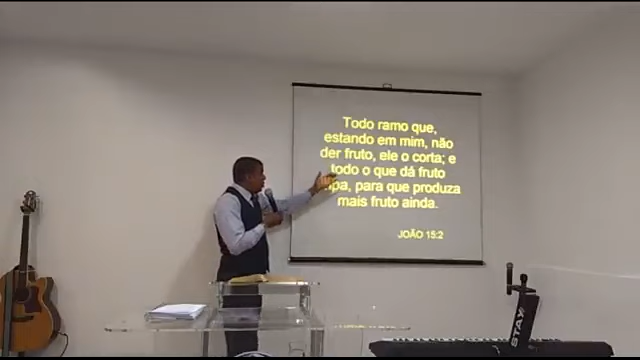 Todo ramo que,
estando em mim, não
der fruto, ele o corta; e
todo o que dá fruto
para que produza
mais fruto ainda.
JOÃO 15:2
STAY